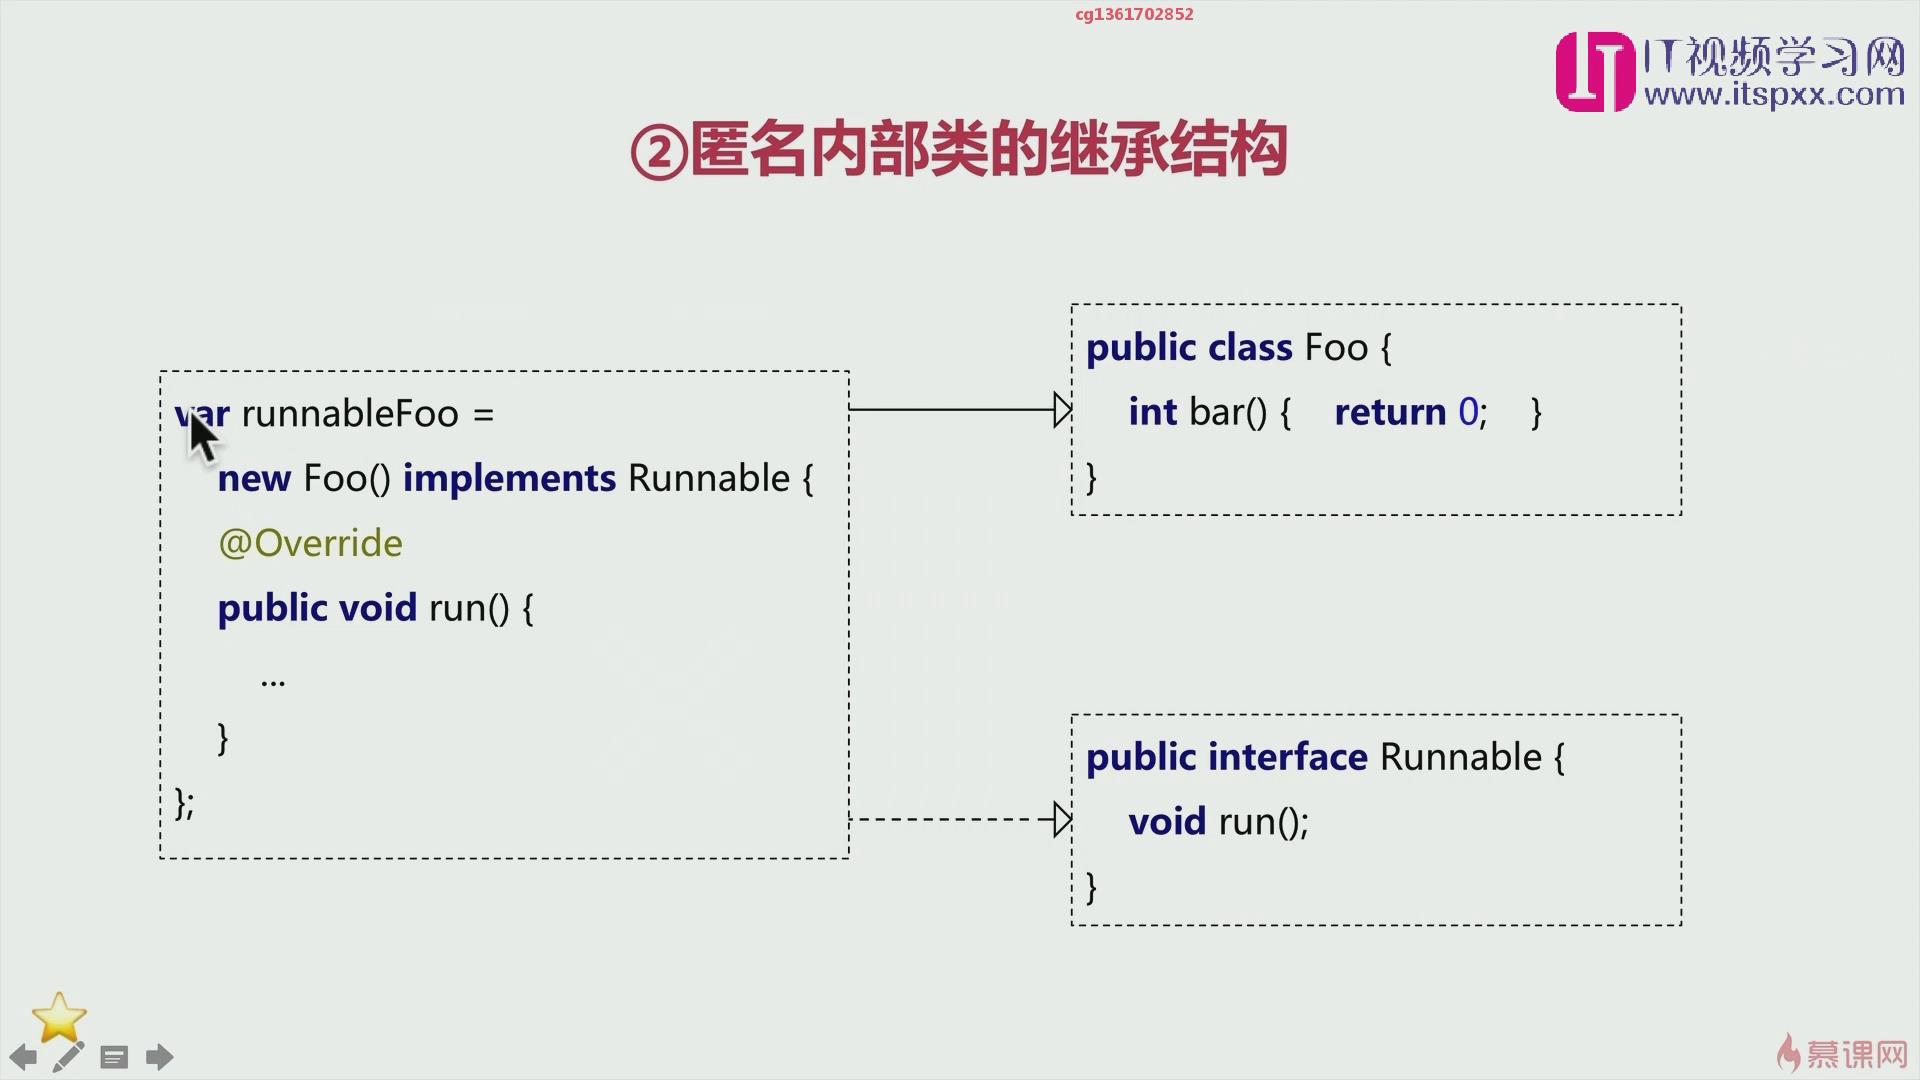 cg1361702852
IT视频学习网
www.itspxx.com
②匿名内部类的继承结构
var runnableFoo =
new Foo() implements Runnable {
@Override
public void run() {
...
}
};
public class Foo {
int bar() { return 0; }
}
public interface Runnable {
void run();
}
慕课网